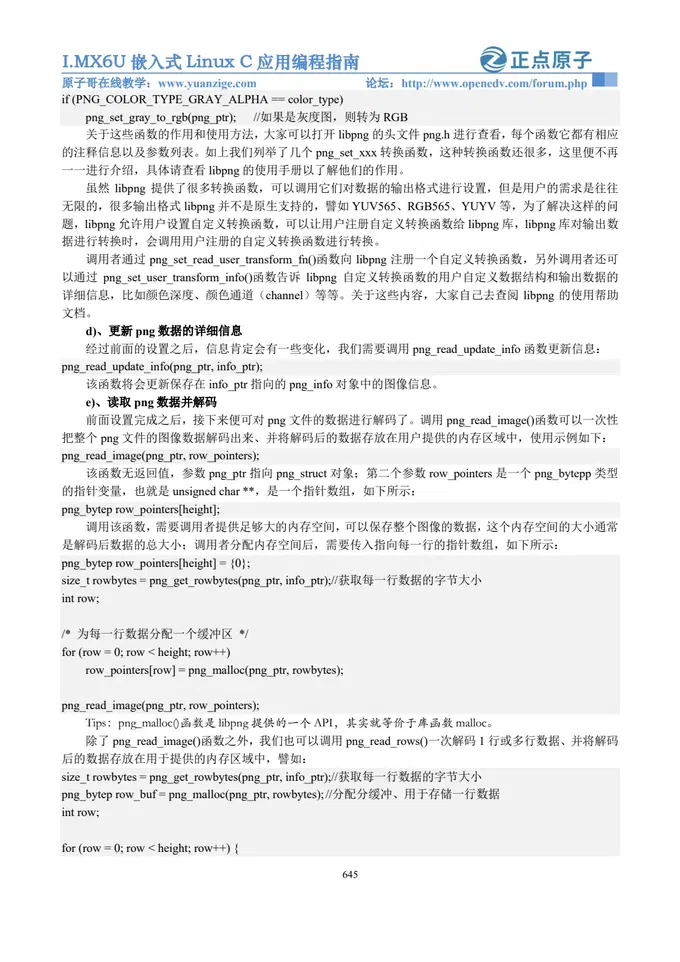 I.MX6U 嵌入式 Linux C 应用编程指南
正点原子
原子哥在线教学：www.yuanzige.com 论坛：http://www.openedv.com/forum.php
if (PNG_COLOR_TYPE_GRAY_ALPHA == color_type)
png_set_gray_to_rgb(png_ptr); //如果是灰度图，则转为 RGB
关于这些函数的作用和使用方法，大家可以打开 libpng 的头文件 png.h 进行查看，每个函数它都有相应
的注释信息以及参数列表。如上我们列举了几个 png_set_xxx 转换函数，这种转换函数还很多，这里便不再
一一进行介绍，具体请查看 libpng 的使用手册以了解他们的作用。
虽然 libpng 提供了很多转换函数，可以调用它们对数据的输出格式进行设置，但是用户的需求是往往
无限的，很多输出格式 libpng 并不是原生支持的，譬如 YUV565、RGB565、YUYV 等，为了解决这样的问
题，libpng 允许用户设置自定义转换函数，可以让用户注册自定义转换函数给 libpng 库，libpng 库对输出数
据进行转换时，会调用用户注册的自定义转换函数进行转换。
调用者通过 png_set_read_user_transform_fn()函数向 libpng 注册一个自定义转换函数，另外调用者还可
以通过 png_set_user_transform_info()函数告诉 libpng 自定义转换函数的用户自定义数据结构和输出数据的
详细信息，比如颜色深度、颜色通道（channel）等等。关于这些内容，大家自己去查阅 libpng 的使用帮助
文档。
d)、更新 png 数据的详细信息
经过前面的设置之后，信息肯定会有一些变化，我们需要调用 png_read_update_info 函数更新信息：
png_read_update_info(png_ptr, info_ptr);
该函数将会更新保存在 info_ptr 指向的 png_info 对象中的图像信息。
e)、读取 png 数据并解码
前面设置完成之后，接下来便可对 png 文件的数据进行解码了。调用 png_read_image()函数可以一次性
把整个 png 文件的图像数据解码出来、并将解码后的数据存放在用户提供的内存区域中，使用示例如下：
png_read_image(png_ptr, row_pointers);
该函数无返回值，参数 png_ptr 指向 png_struct 对象；第二个参数 row_pointers 是一个 png_bytepp 类型
的指针变量，也就是 unsigned char **，是一个指针数组，如下所示：
png_bytep row_pointers[height];
调用该函数，需要调用者提供足够大的内存空间，可以保存整个图像的数据，这个内存空间的大小通常
是解码后数据的总大小；调用者分配内存空间后，需要传入指向每一行的指针数组，如下所示：
png_bytep row_pointers[height] = {0};
size_t rowbytes = png_get_rowbytes(png_ptr, info_ptr);//获取每一行数据的字节大小
int row;
/* 为每一行数据分配一个缓冲区 */
for (row = 0; row < height; row++)
row_pointers[row] = png_malloc(png_ptr, rowbytes);
png_read_image(png_ptr, row_pointers);
Tips：png_malloc()函数是 libpng 提供的一个 API，其实就等价于库函数 malloc。
除了 png_read_image()函数之外，我们也可以调用 png_read_rows()一次解码 1 行或多行数据、并将解码
后的数据存放在用于提供的内存区域中，譬如：
size_t rowbytes = png_get_rowbytes(png_ptr, info_ptr);//获取每一行数据的字节大小
png_bytep row_buf = png_malloc(png_ptr, rowbytes);//分配分缓冲、用于存储一行数据
int row;
for (row = 0; row < height; row++) {
645